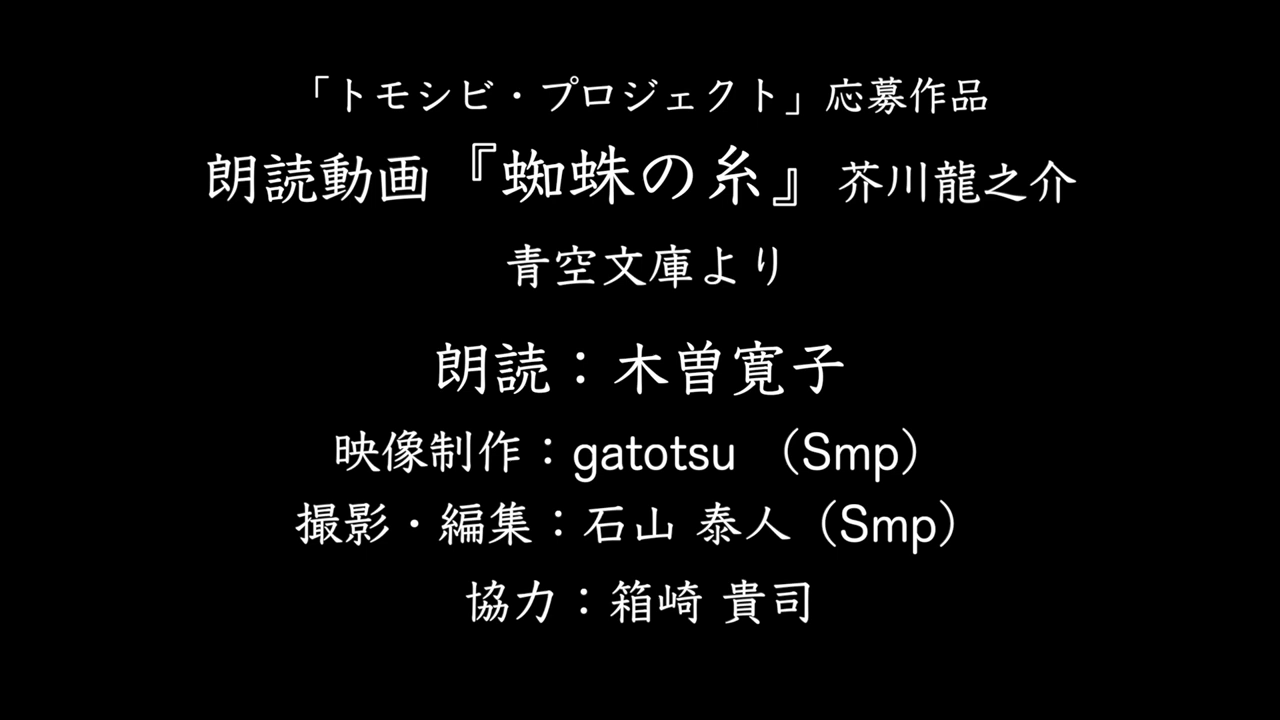 「トモシビ・プロジェクト」応募作品
朗読動画『蜘蛛の糸』芥川龍之介
青空文庫より
朗読：木曽寛子
映像制作：gatotsu （Smp）
撮影・編集：石山 泰人（Smp）
協力：箱崎 貴司